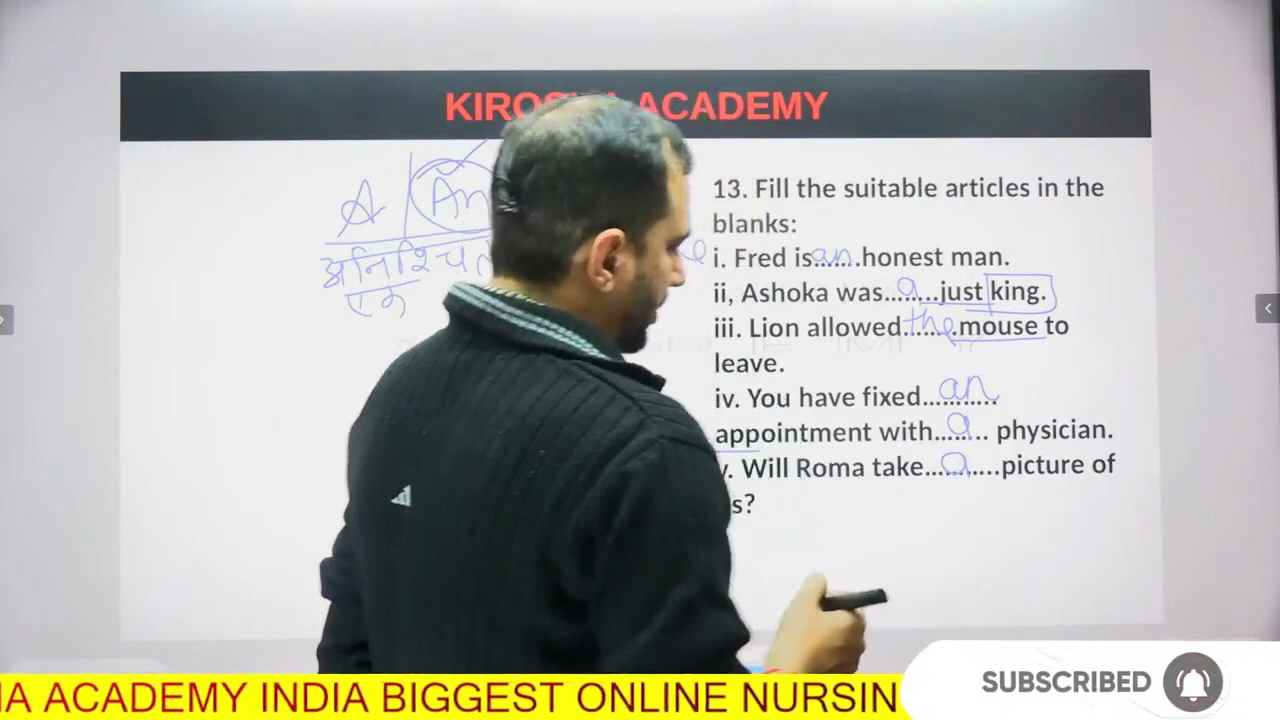 KIROS ACADEMY
A An
अनिश्चित
एक
13. Fill the suitable articles in the
blanks:
i. Fred is an honest man.
ii, Ashoka was a just king.
iii. Lion allowed the mouse to
leave.
iv. You have fixed an
appointment with a physician.
v. Will Roma take a picture of
s?
IA ACADEMY INDIA BIGGEST ONLINE NURSIN
SUBSCRIBED